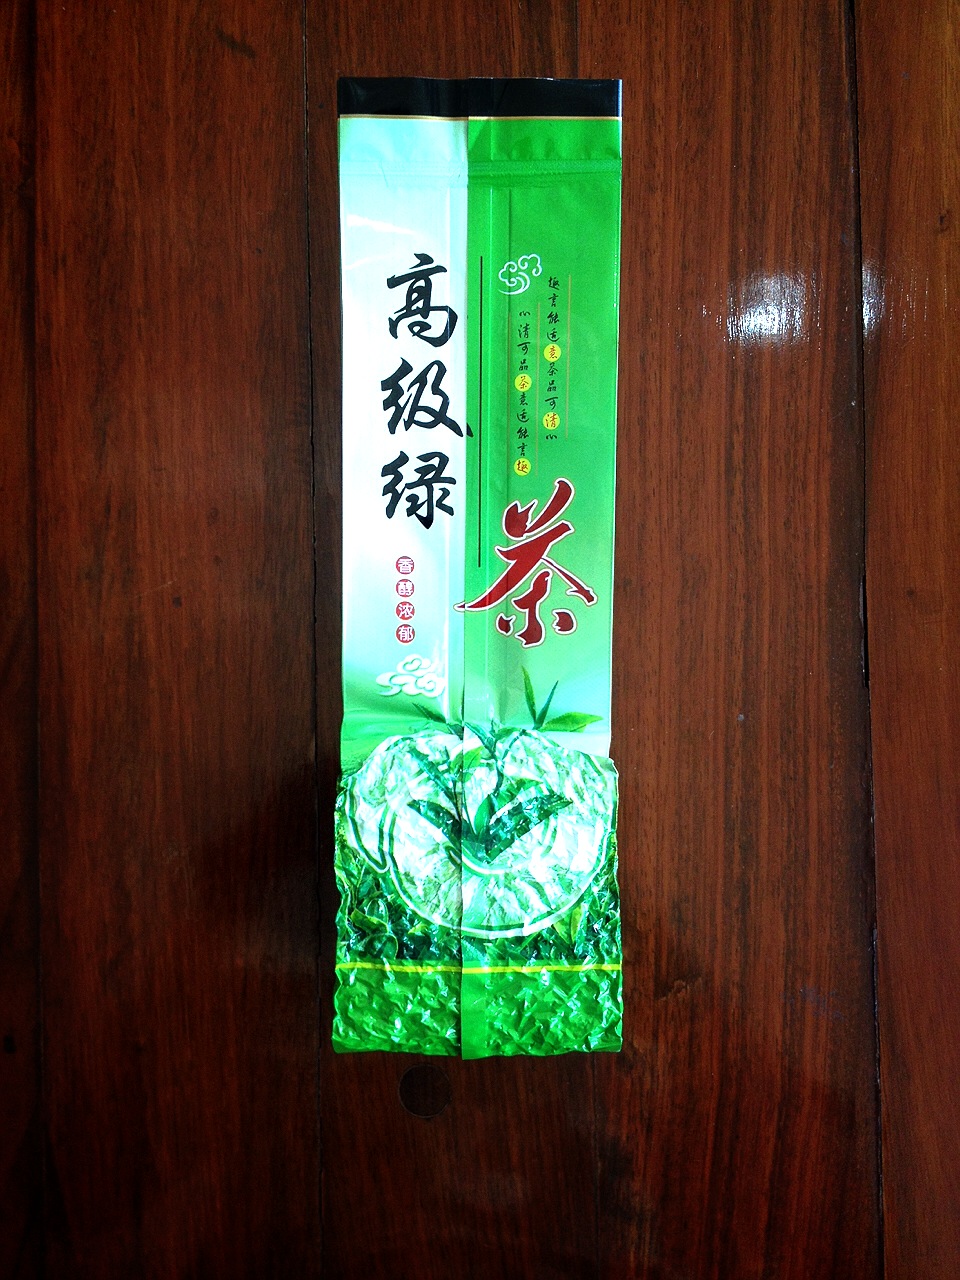 高级绿
茶
香醇浓郁
趣言能适意茶品可清心
心清可品茶意适能言趣